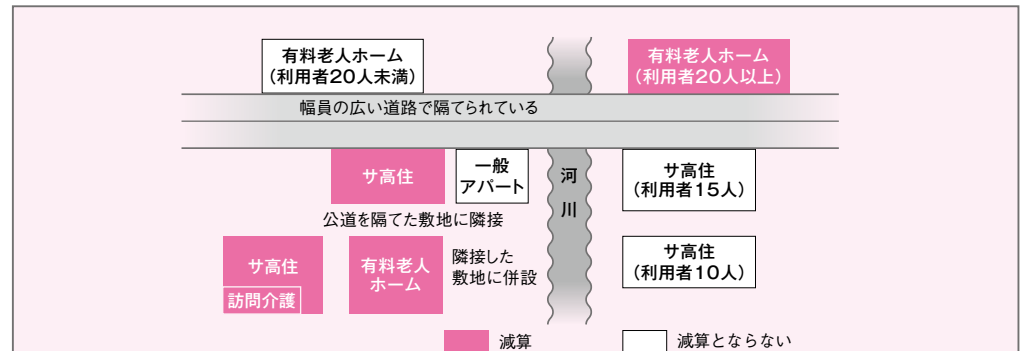 有料老人ホーム
(利用者20人未満)
有料老人ホーム
(利用者20人以上)
幅員の広い道路で隔てられている
サ高住
一般
アパート
河
川
サ高住
(利用者15人)
公道を隔てた敷地に隣接
サ高住
訪問介護
有料老人
ホーム
隣接した
敷地に併設
サ高住
(利用者10人)
減算
減算とならない